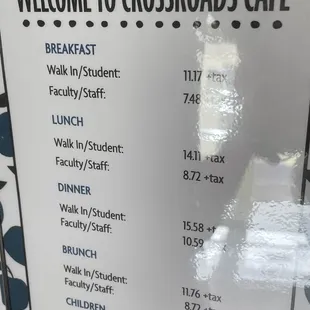 WELCOME TO CROSSROADS CAFE
BREAKFAST
Walk In/Student: 11.17 +tax
Faculty/Staff: 7.48 +tax
LUNCH
Walk In/Student: 14.11 +tax
Faculty/Staff: 8.72 +tax
DINNER
Walk In/Student: 15.58 +t
Faculty/Staff: 10.59
BRUNCH
Walk In/Student: 11.76 +tax
Faculty/Staff: 8.72 +tax
CHILDREN